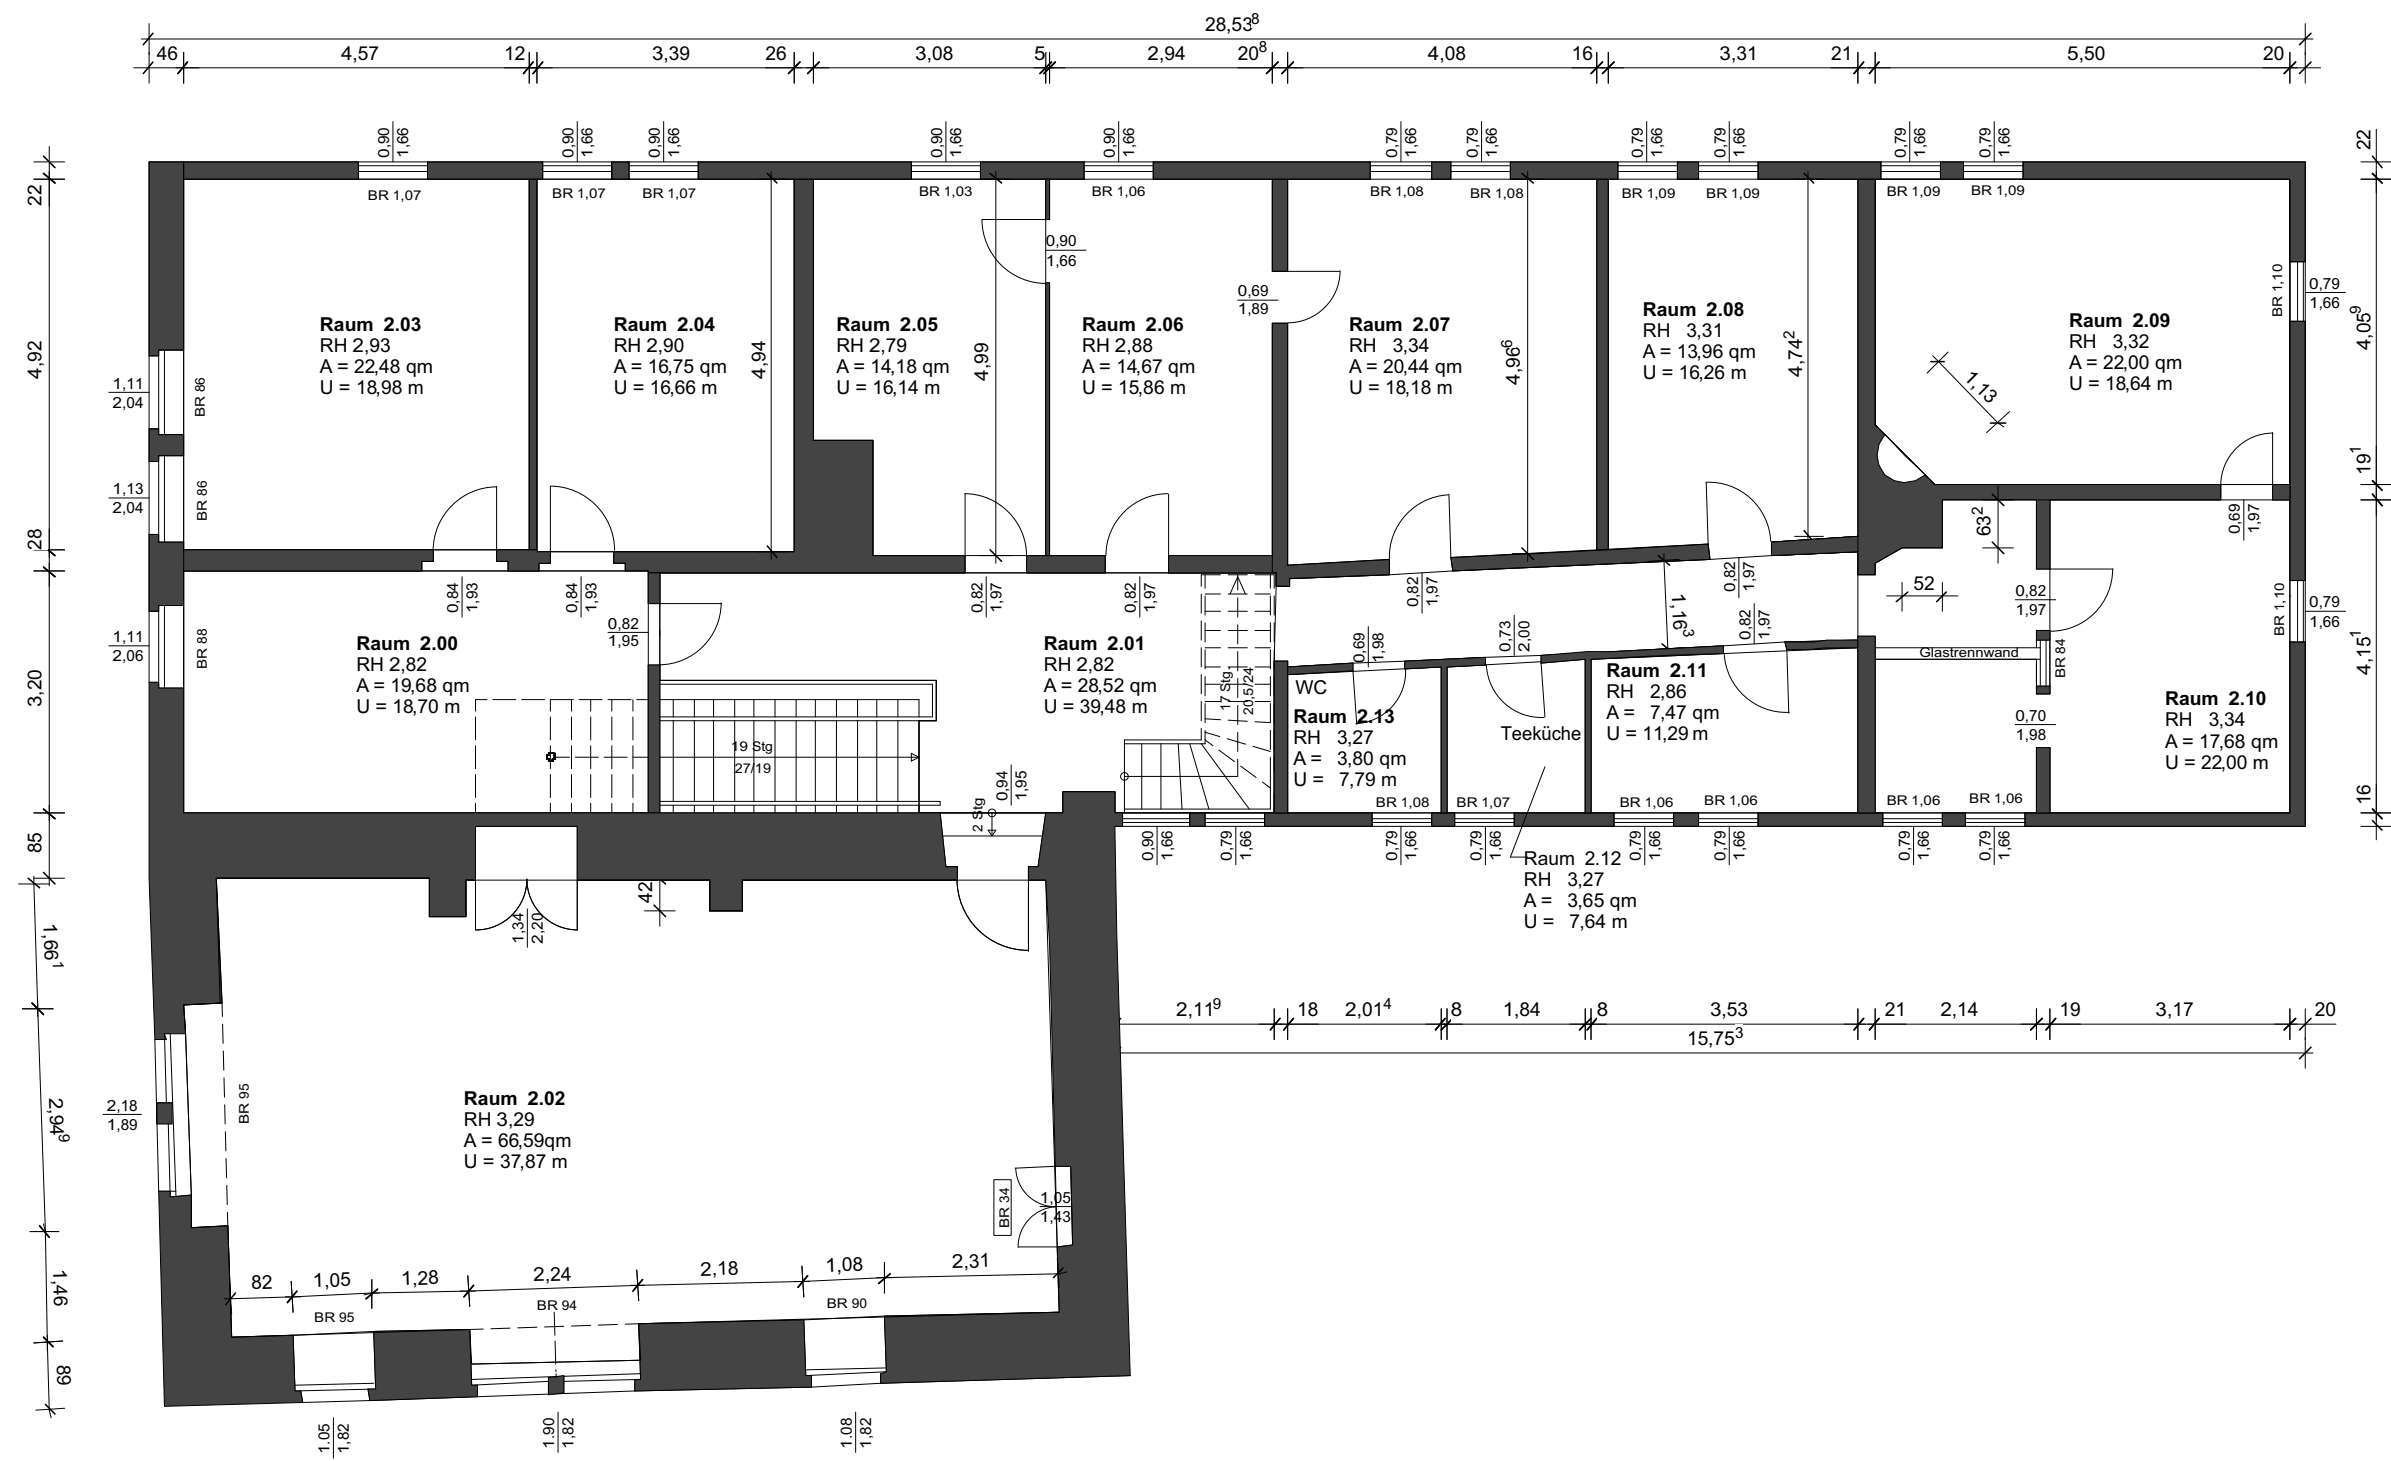 28,53⁸
46 4,57 12 3,39 26 3,08 5 2,94 20⁸ 4,08 16 3,31 21 5,50 20
0,90 1,66
0,90 1,66
0,90 1,66
0,90 1,66
0,90 1,66
0,79 1,66
0,79 1,66
0,79 1,66
0,79 1,66
0,79 1,66
0,79 1,66
22
22
BR 1,07
BR 1,07
BR 1,07
BR 1,03
BR 1,06
BR 1,08
BR 1,08
BR 1,09
BR 1,09
BR 1,09
BR 1,09
0,90
1,66
0,69
1,89
BR 1,10
0,79
1,66
4,92
1,11
2,04
BR 86
1,13
2,04
BR 86
Raum 2.03
RH 2,93
A = 22,48 qm
U = 18,98 m
Raum 2.04
RH 2,90
A = 16,75 qm
U = 16,66 m
4,94
Raum 2.05
RH 2,79
A = 14,18 qm
U = 16,14 m
4,99
Raum 2.06
RH 2,88
A = 14,67 qm
U = 15,86 m
Raum 2.07
RH 3,34
A = 20,44 qm
U = 18,18 m
4,96⁶
Raum 2.08
RH 3,31
A = 13,96 qm
U = 16,26 m
4,74²
Raum 2.09
RH 3,32
A = 22,00 qm
U = 18,64 m
1,13
4,05⁹
19¹
28
0,84 1,93
0,84 1,93
0,82
1,95
0,82 1,97
0,82 1,97
0,82 1,97
0,82 1,97
63²
0,69 1,97
52
0,82
1,97
BR 1,10
0,79
1,66
1,11
2,06
BR 88
3,20
Raum 2.00
RH 2,82
A = 19,68 qm
U = 18,70 m
Raum 2.01
RH 2,82
A = 28,52 qm
U = 39,48 m
19 Stg
27/19
17 Stg
20,5/24
1,16³
0,69 1,98
0,73 2,00
0,82 1,97
Glastrennwand
BR 84
4,15¹
WC
Raum 2.13
RH 3,27
A = 3,80 qm
U = 7,79 m
BR 1,08
Teeküche
BR 1,07
Raum 2.11
RH 2,86
A = 7,47 qm
U = 11,29 m
BR 1,06
BR 1,06
0,70
1,98
Raum 2.10
RH 3,34
A = 17,68 qm
U = 22,00 m
BR 1,06
BR 1,06
16
0,94 1,95
2 Stg
85
0,90 1,66
0,79 1,66
0,79 1,66
0,79 1,66
0,79 1,66
0,79 1,66
0,79 1,66
0,79 1,66
Raum 2.12
RH 3,27
A = 3,65 qm
U = 7,64 m
42
1,34 2,20
1,66¹
2,11⁹ 18 2,01⁴ 8 1,84 8 3,53 21 2,14 19 3,17 20
15,75³
2,94⁹
2,18
1,89
BR 95
Raum 2.02
RH 3,29
A = 66,59qm
U = 37,87 m
BR 34
1,05
1,43
1,46
82 1,05 1,28 2,24 2,18 1,08 2,31
BR 95
BR 94
BR 90
89
1.05 1,82
1.90 1,82
1.08 1,82